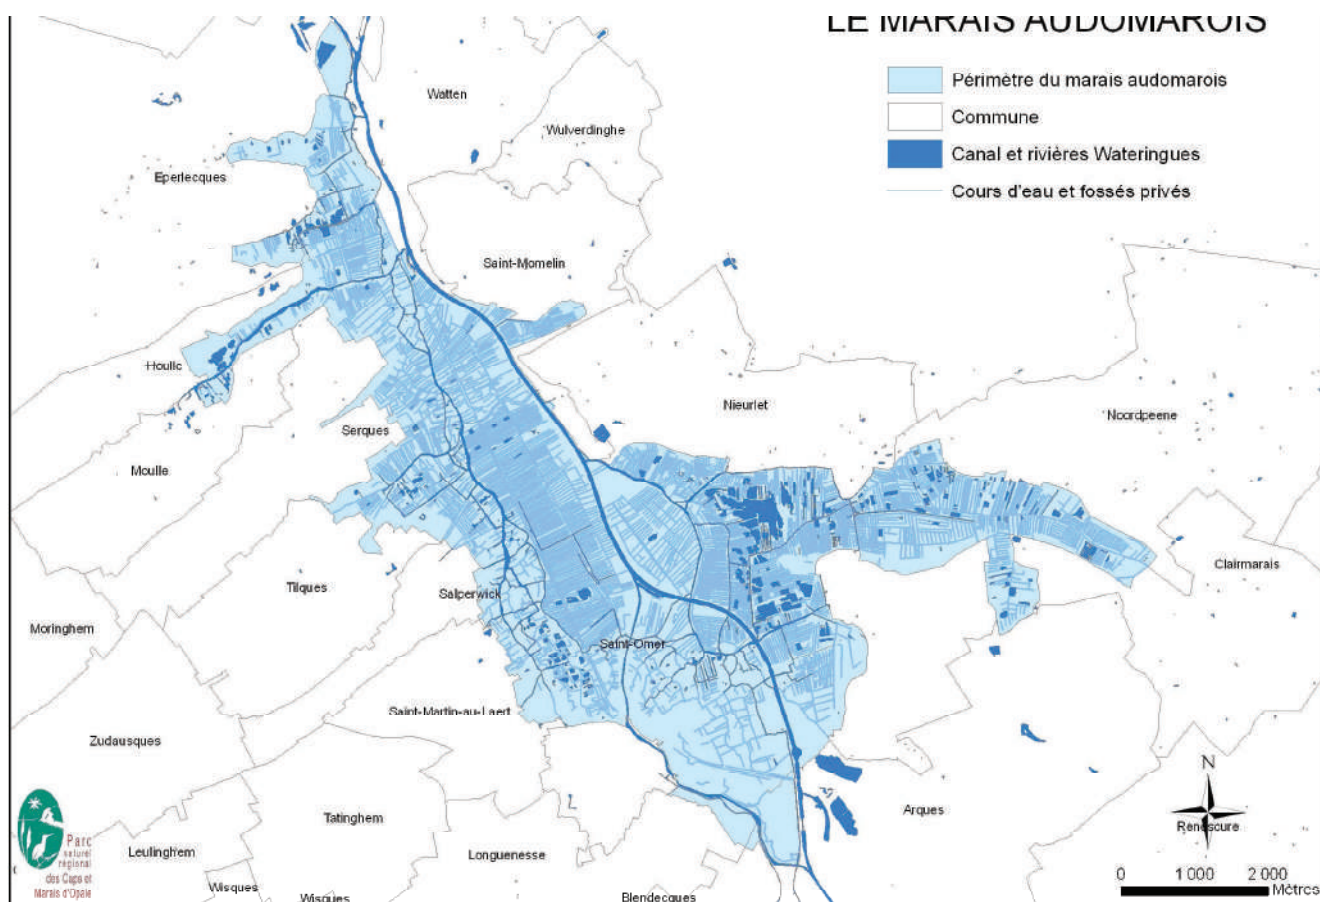 LE MARAIS AUDOMAROIS
Périmètre du marais audomarois
Commune
Canal et rivières Wateringues
Cours d'eau et fossés privés
Watten
Wulverdinghe
Eperlecques
Saint-Momelin
Houlle
Nieurlet
Noordpeene
Serques
Moulle
Clairmarais
Tilques
Salperwick
Moringhem
Saint-Omer
Saint-Martin-au-Laert
Zudausques
N
Arques
Tatinghem
Renescure
Parc
naturel
régional
des Caps et
Marais d'Opale
Leulinghem
Longuenesse
Wisques
Wisques
Blendecques
0 1 000 2 000
Mètres